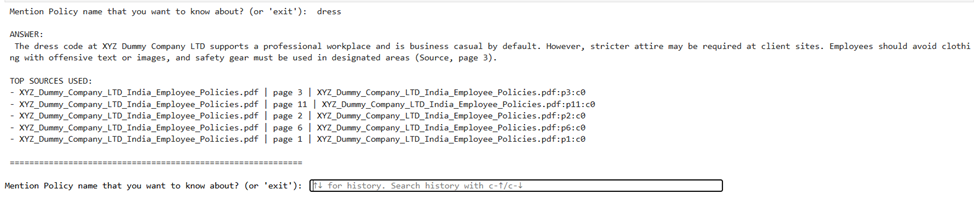 Mention Policy name that you want to know about? (or 'exit'):  dress
ANSWER:
The dress code at XYZ Dummy Company LTD supports a professional workplace and is business casual by default. However, stricter attire may be required at client sites. Employees should avoid clothi
ng with offensive text or images, and safety gear must be used in designated areas (Source, page 3).
TOP SOURCES USED:
- XYZ_Dummy_Company_LTD_India_Employee_Policies.pdf | page 3 | XYZ_Dummy_Company_LTD_India_Employee_Policies.pdf:p3:c0
- XYZ_Dummy_Company_LTD_India_Employee_Policies.pdf | page 11 | XYZ_Dummy_Company_LTD_India_Employee_Policies.pdf:p11:c0
- XYZ_Dummy_Company_LTD_India_Employee_Policies.pdf | page 2 | XYZ_Dummy_Company_LTD_India_Employee_Policies.pdf:p2:c0
- XYZ_Dummy_Company_LTD_India_Employee_Policies.pdf | page 6 | XYZ_Dummy_Company_LTD_India_Employee_Policies.pdf:p6:c0
- XYZ_Dummy_Company_LTD_India_Employee_Policies.pdf | page 1 | XYZ_Dummy_Company_LTD_India_Employee_Policies.pdf:p1:c0
============================================================
Mention Policy name that you want to know about? (or 'exit'): ↑↓ for history. Search history with c-↑/c-↓